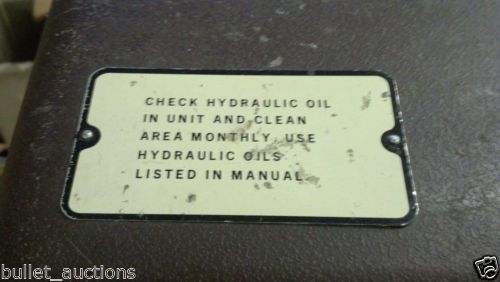 CHECK HYDRAULIC OIL
IN UNIT AND CLEAN
AREA MONTHLY. USE
HYDRAULIC OILS
LISTED IN MANUAL.
bullet_auctions